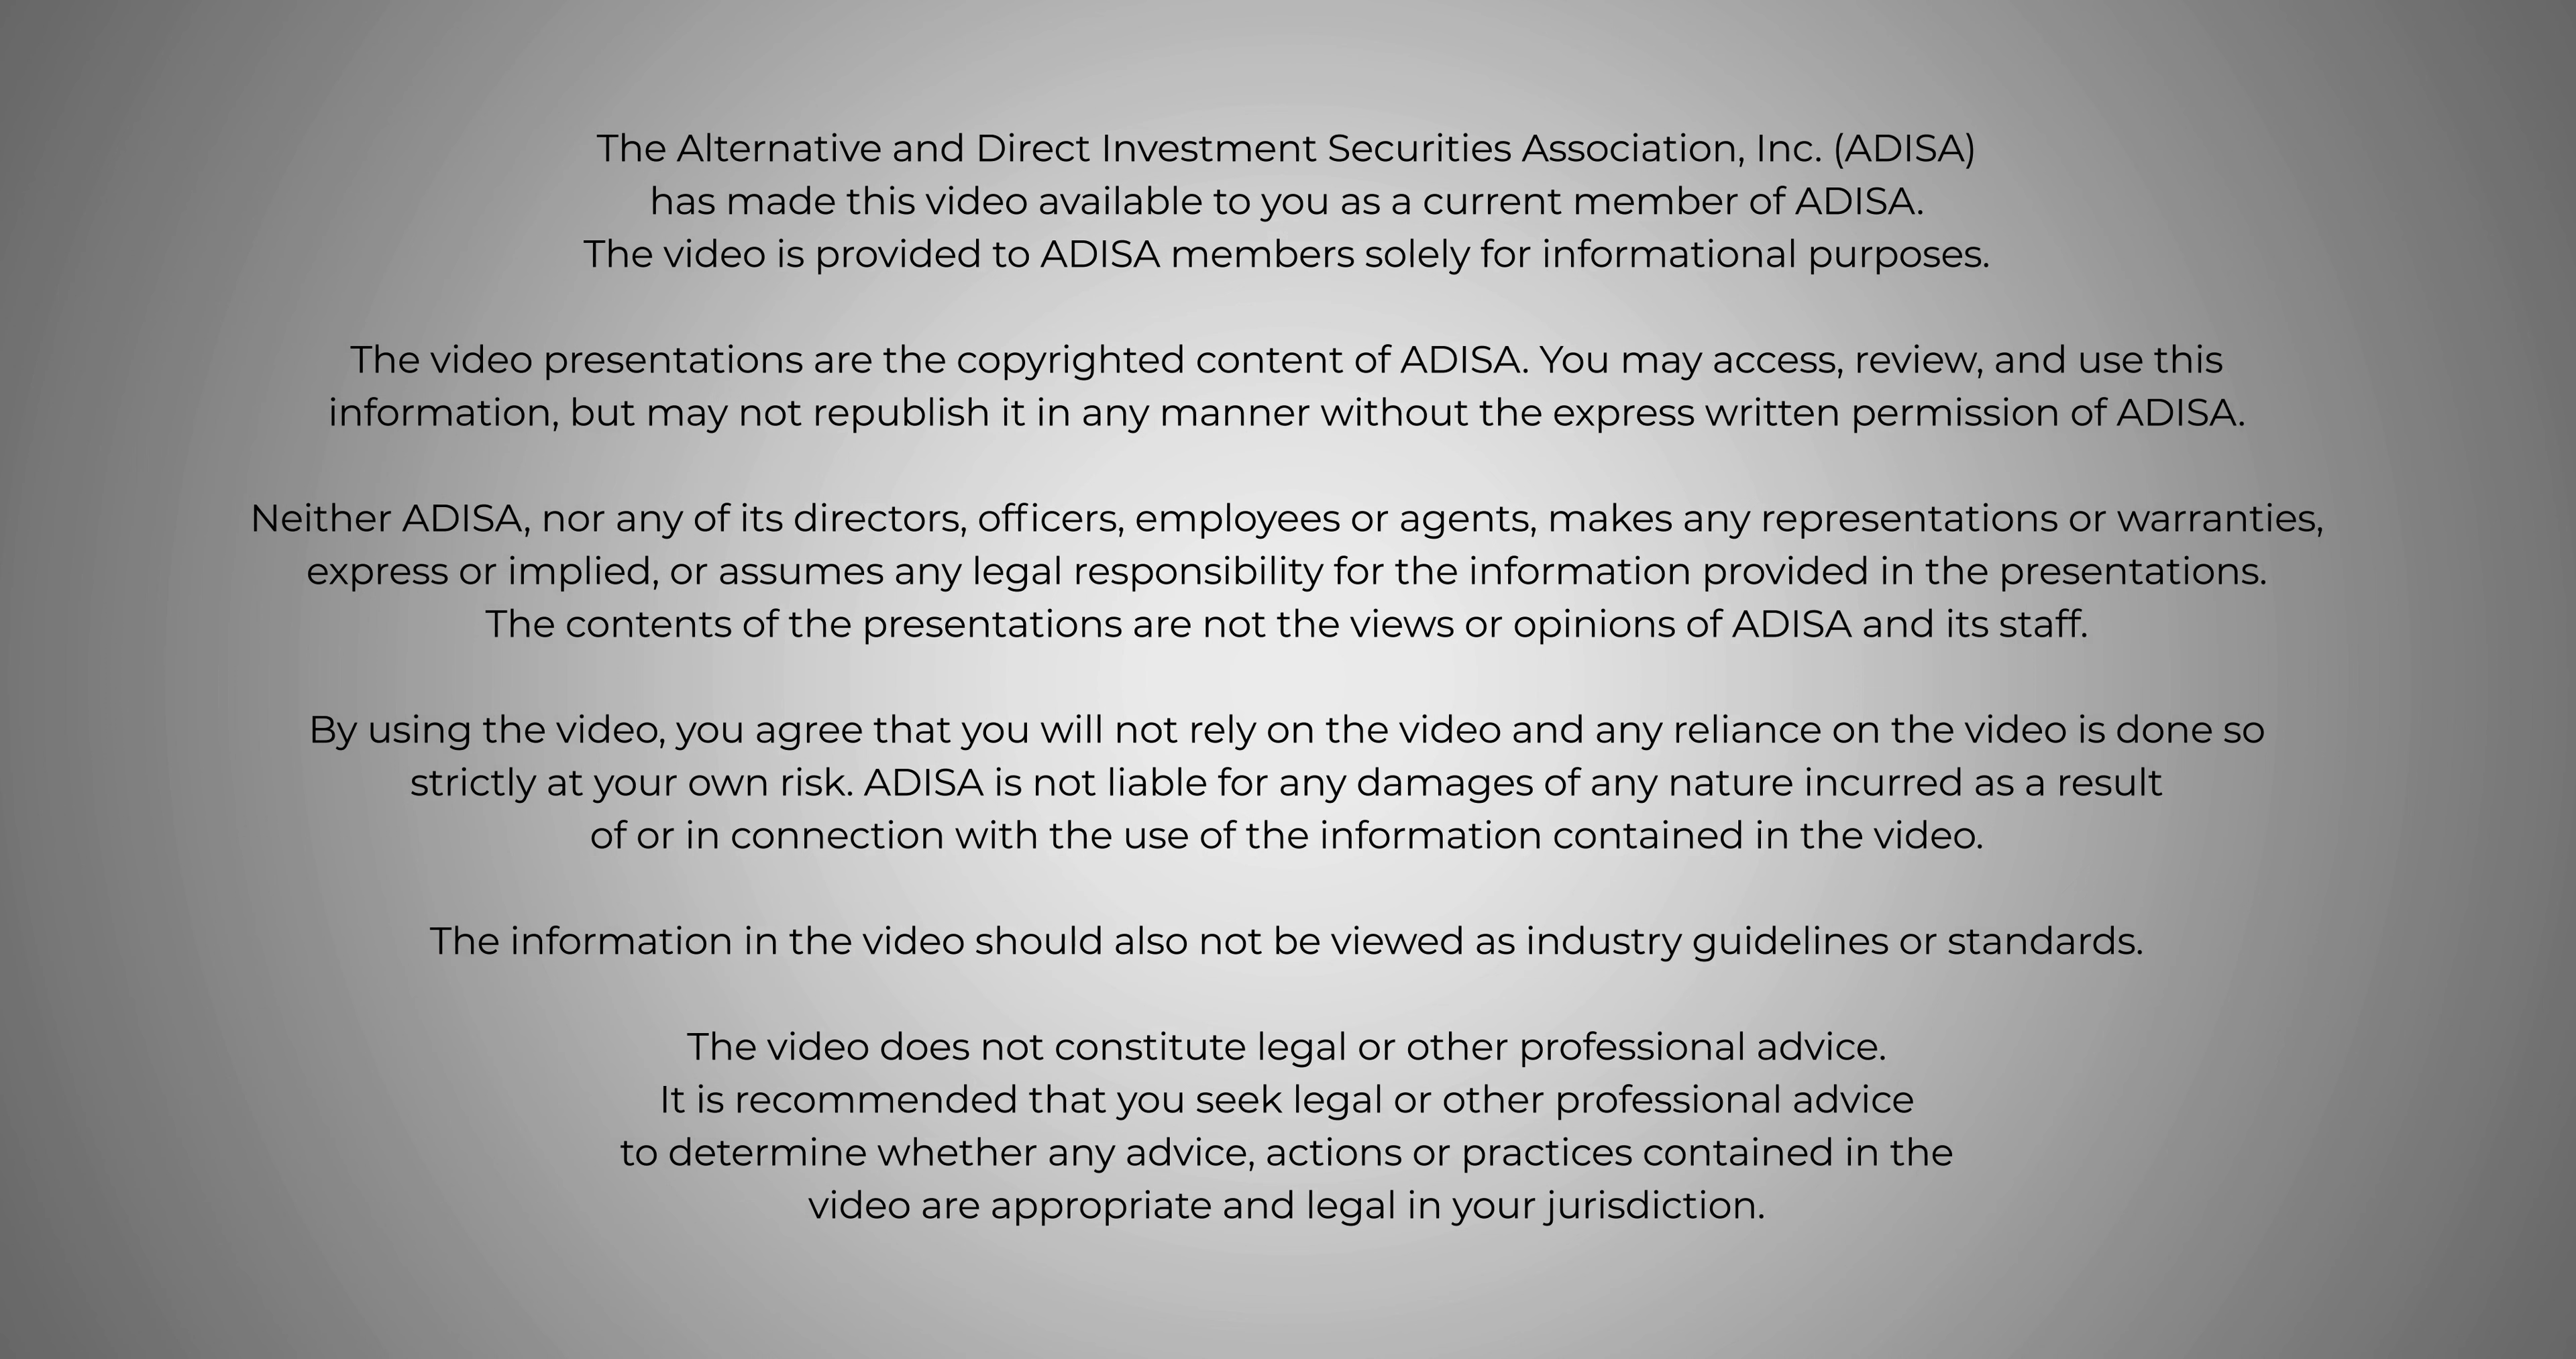 The Alternative and Direct Investment Securities Association, Inc. (ADISA)
has made this video available to you as a current member of ADISA.
The video is provided to ADISA members solely for informational purposes.
The video presentations are the copyrighted content of ADISA. You may access, review, and use this
information, but may not republish it in any manner without the express written permission of ADISA.
Neither ADISA, nor any of its directors, officers, employees or agents, makes any representations or warranties,
express or implied, or assumes any legal responsibility for the information provided in the presentations.
The contents of the presentations are not the views or opinions of ADISA and its staff.
By using the video, you agree that you will not rely on the video and any reliance on the video is done so
strictly at your own risk. ADISA is not liable for any damages of any nature incurred as a result
of or in connection with the use of the information contained in the video.
The information in the video should also not be viewed as industry guidelines or standards.
The video does not constitute legal or other professional advice.
It is recommended that you seek legal or other professional advice
to determine whether any advice, actions or practices contained in the
video are appropriate and legal in your jurisdiction.